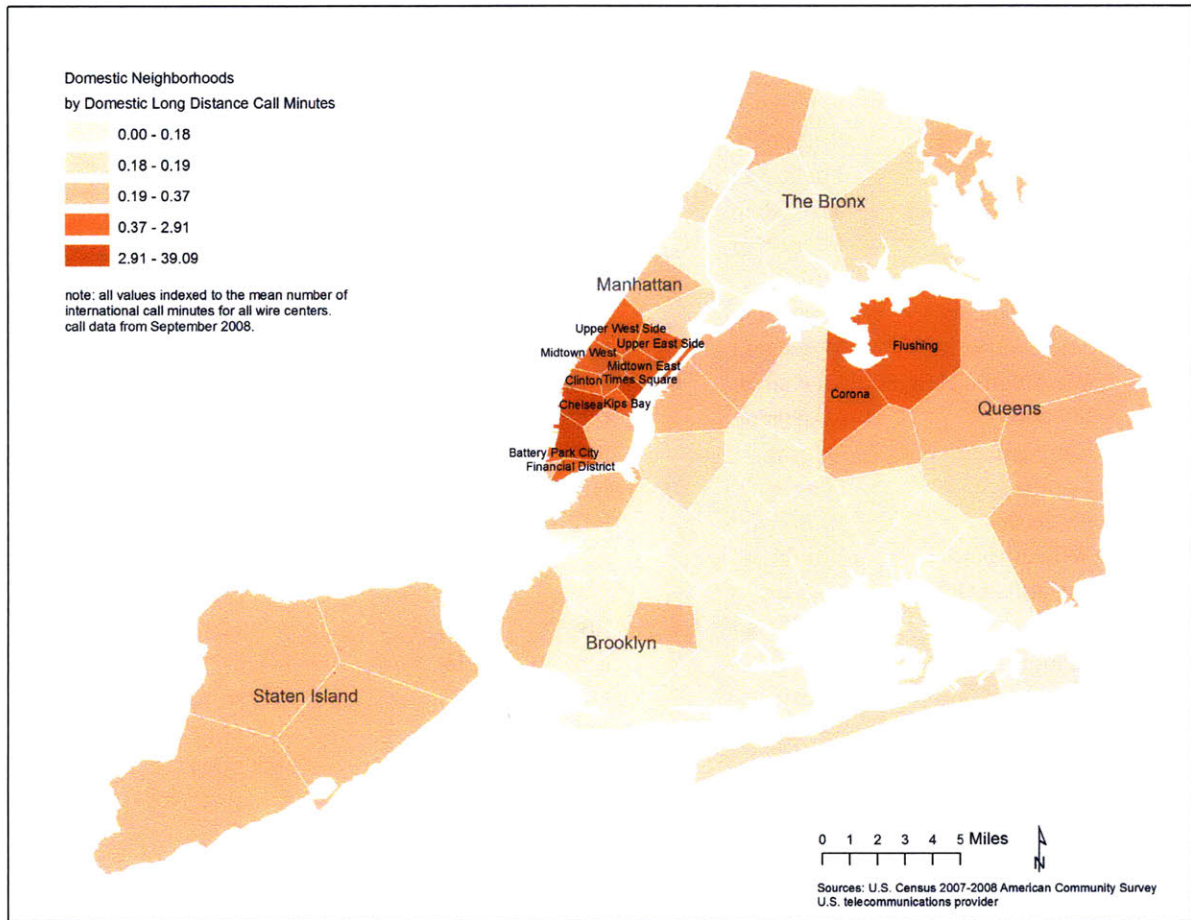 Domestic Neighborhoods
by Domestic Long Distance Call Minutes
0.00 - 0.18
0.18 - 0.19
0.19 - 0.37
0.37 - 2.91
2.91 - 39.09
note: all values indexed to the mean number of
international call minutes for all wire centers.
call data from September 2008.
The Bronx
Manhattan
Upper West Side
Upper East Side
Midtown West
Midtown East
Clinton
Times Square
Chelsea
Kips Bay
Battery Park City
Financial District
Flushing
Corona
Queens
Brooklyn
Staten Island
0 1 2 3 4 5 Miles
N
Sources: U.S. Census 2007-2008 American Community Survey
U.S. telecommunications provider